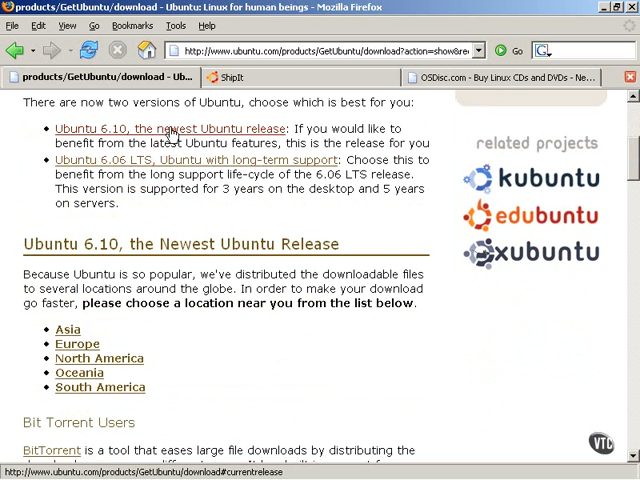 products/GetUbuntu/download - Ubuntu: Linux for human beings - Mozilla Firefox
File Edit View Go Bookmarks Tools Help
http://www.ubuntu.com/products/GetUbuntu/download?action=show&re
Go
products/GetUbuntu/download - Ub...
ShipIt
OSDisc.com - Buy Linux CDs and DVDs - Ne...
There are now two versions of Ubuntu, choose which is best for you:
Ubuntu 6.10, the newest Ubuntu release: If you would like to
benefit from the latest Ubuntu features, this is the release for you
Ubuntu 6.06 LTS, Ubuntu with long-term support: Choose this to
benefit from the long support life-cycle of the 6.06 LTS release.
This version is supported for 3 years on the desktop and 5 years
on servers.
related projects
kubuntu
edubuntu
xubuntu
Ubuntu 6.10, the Newest Ubuntu Release
Because Ubuntu is so popular, we've distributed the downloadable files
to several locations around the globe. In order to make your download
go faster, please choose a location near you from the list below.
Asia
Europe
North America
Oceania
South America
Bit Torrent Users
BitTorrent is a tool that eases large file downloads by distributing the
VTC
http://www.ubuntu.com/products/GetUbuntu/download#currentrelease